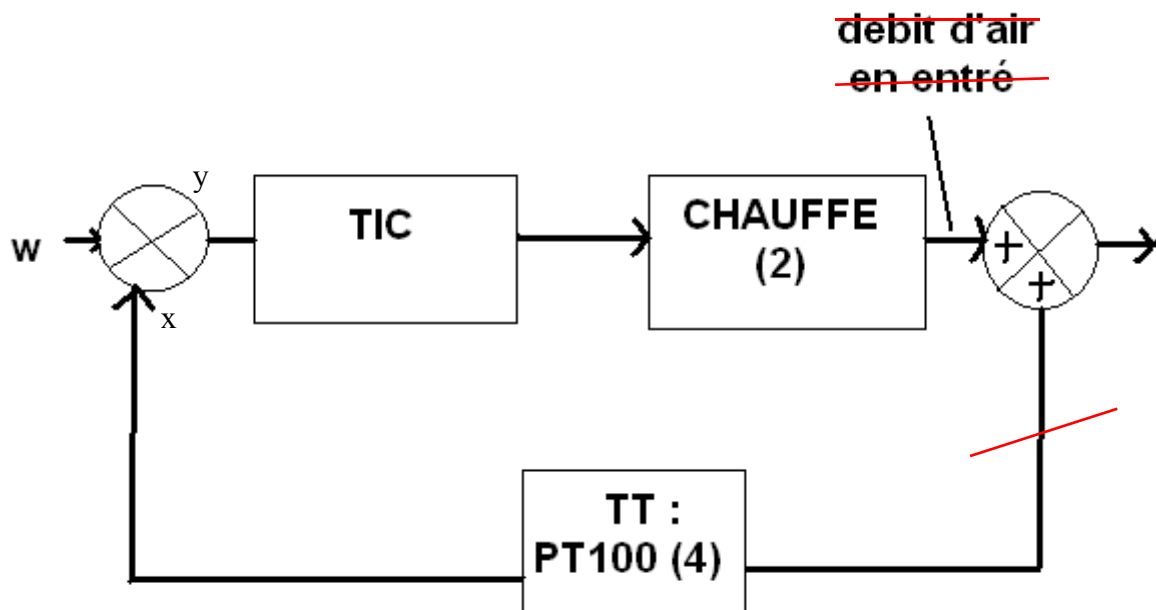 debit d'air
en entré
y
TIC
CHAUFFE
(2)
w
+
+
x
TT :
PT100 (4)